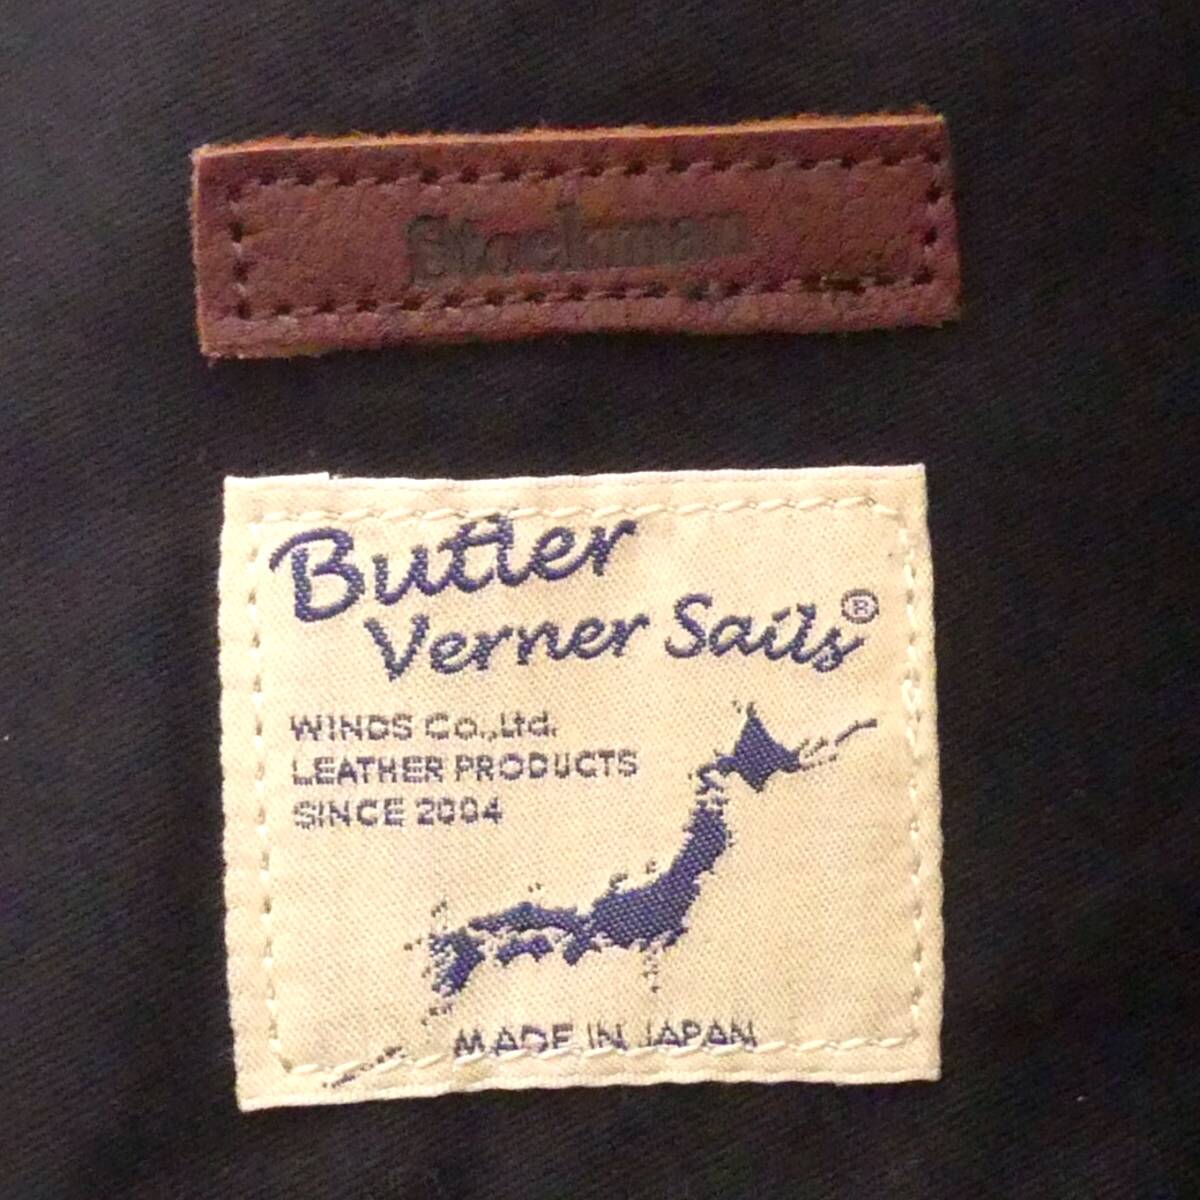 Stockman
Butler
Verner Sails®
WINDS Co.,Ltd.
LEATHER PRODUCTS
SINCE 2004
MADE IN JAPAN